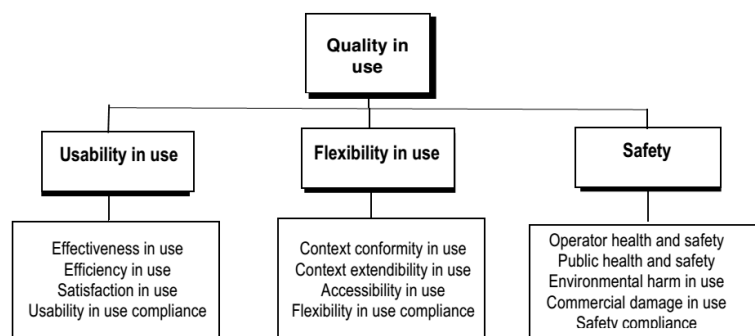 Quality in
use
Usability in use
Flexibility in use
Safety
Effectiveness in use
Efficiency in use
Satisfaction in use
Usability in use compliance
Context conformity in use
Context extendibility in use
Accessibility in use
Flexibility in use compliance
Operator health and safety
Public health and safety
Environmental harm in use
Commercial damage in use
Safety compliance